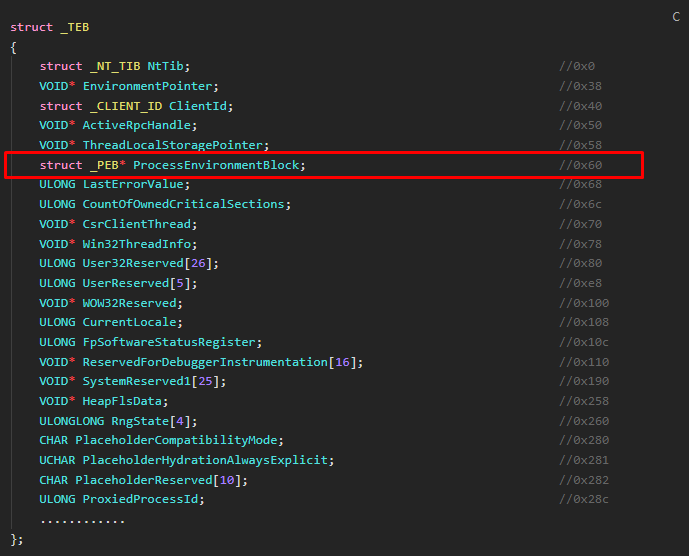 C
struct _TEB
{
struct _NT_TIB NtTib; //0x0
VOID* EnvironmentPointer; //0x38
struct _CLIENT_ID ClientId; //0x40
VOID* ActiveRpcHandle; //0x50
VOID* ThreadLocalStoragePointer; //0x58
struct _PEB* ProcessEnvironmentBlock; //0x60
ULONG LastErrorValue; //0x68
ULONG CountOfOwnedCriticalSections; //0x6c
VOID* CsrClientThread; //0x70
VOID* Win32ThreadInfo; //0x78
ULONG User32Reserved[26]; //0x80
ULONG UserReserved[5]; //0xe8
VOID* WOW32Reserved; //0x100
ULONG CurrentLocale; //0x108
ULONG FpSoftwareStatusRegister; //0x10c
VOID* ReservedForDebuggerInstrumentation[16]; //0x110
VOID* SystemReserved1[25]; //0x190
VOID* HeapFlsData; //0x258
ULONGLONG RngState[4]; //0x260
CHAR PlaceholderCompatibilityMode; //0x280
UCHAR PlaceholderHydrationAlwaysExplicit; //0x281
CHAR PlaceholderReserved[10]; //0x282
ULONG ProxiedProcessId; //0x28c
............
};